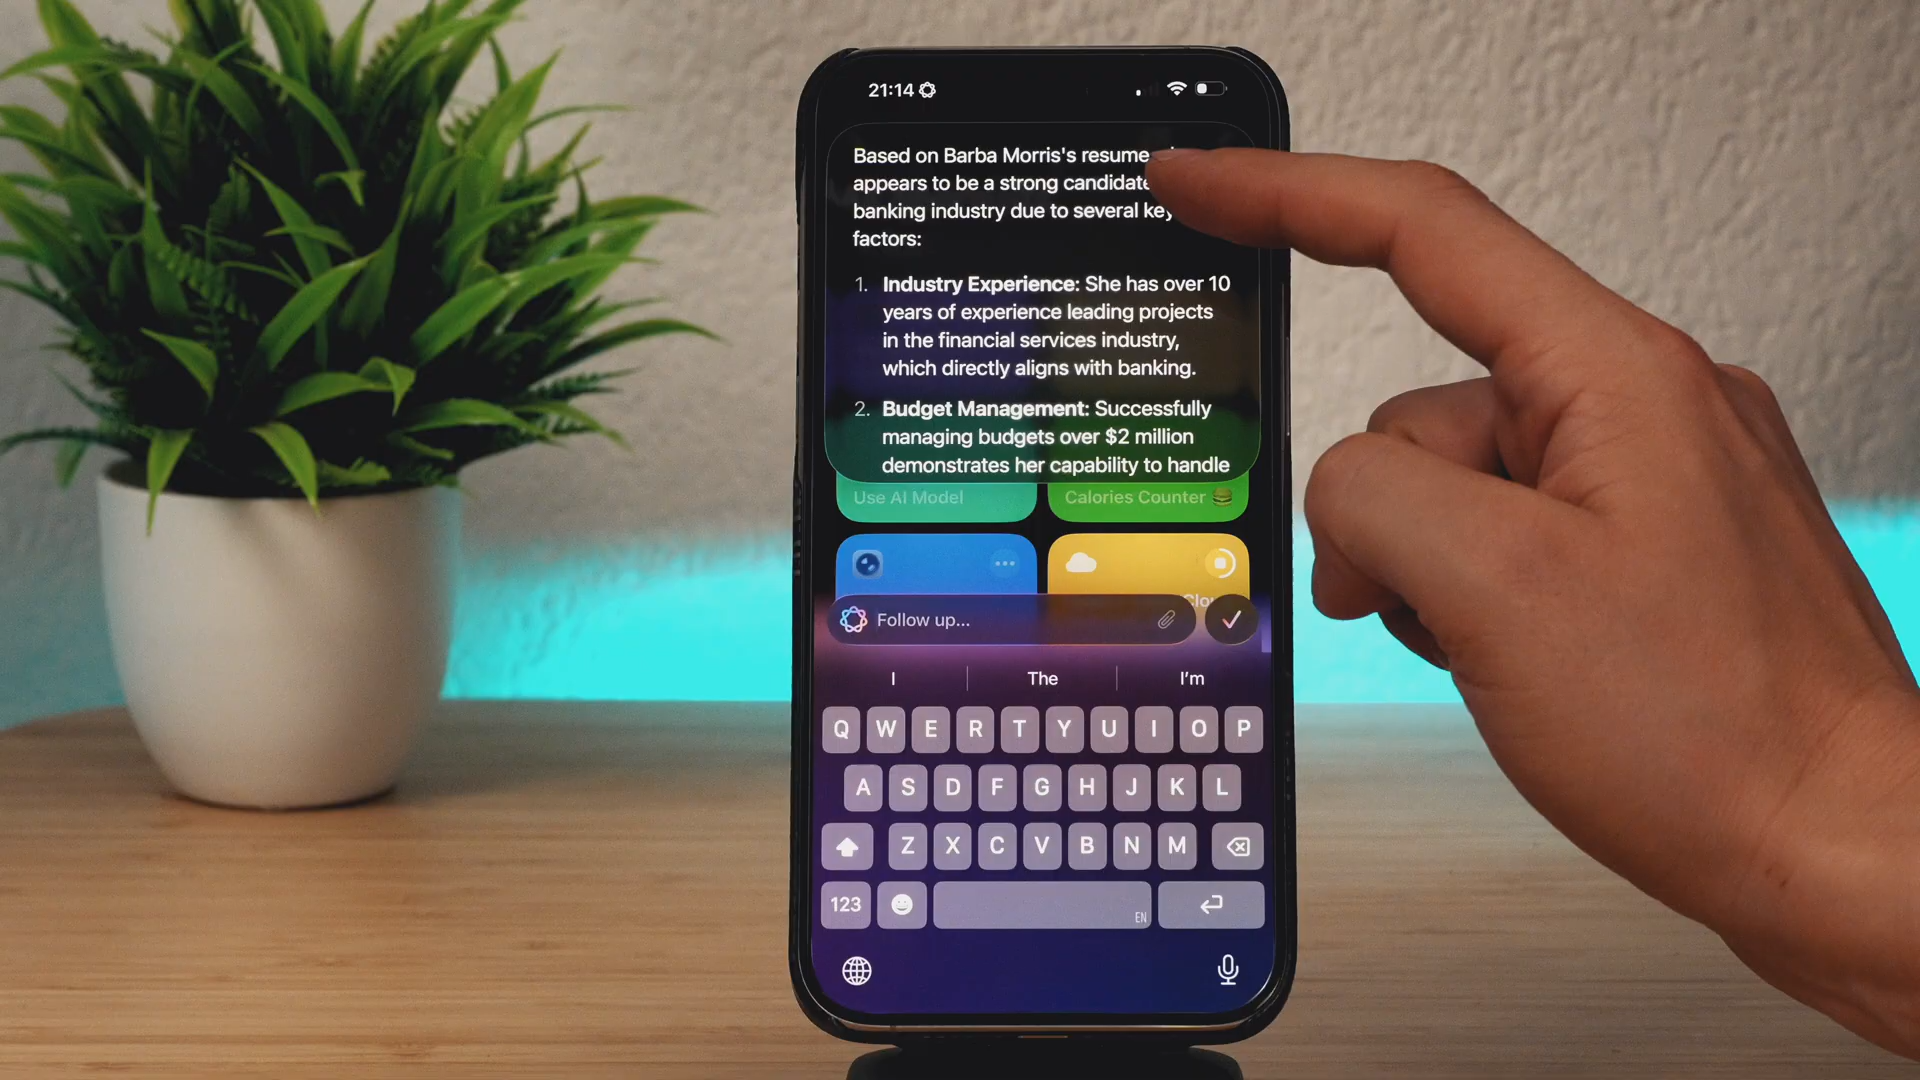 21:14
Based on Barba Morris's resume
appears to be a strong candidate
banking industry due to several key
factors:
1. Industry Experience: She has over 10
years of experience leading projects
in the financial services industry,
which directly aligns with banking.
2. Budget Management: Successfully
managing budgets over $2 million
demonstrates her capability to handle
Use AI Model
Calories Counter 🍔
Follow up...
I The I'm
Q W E R T Y U I O P
A S D F G H J K L
Z X C V B N M
123
EN